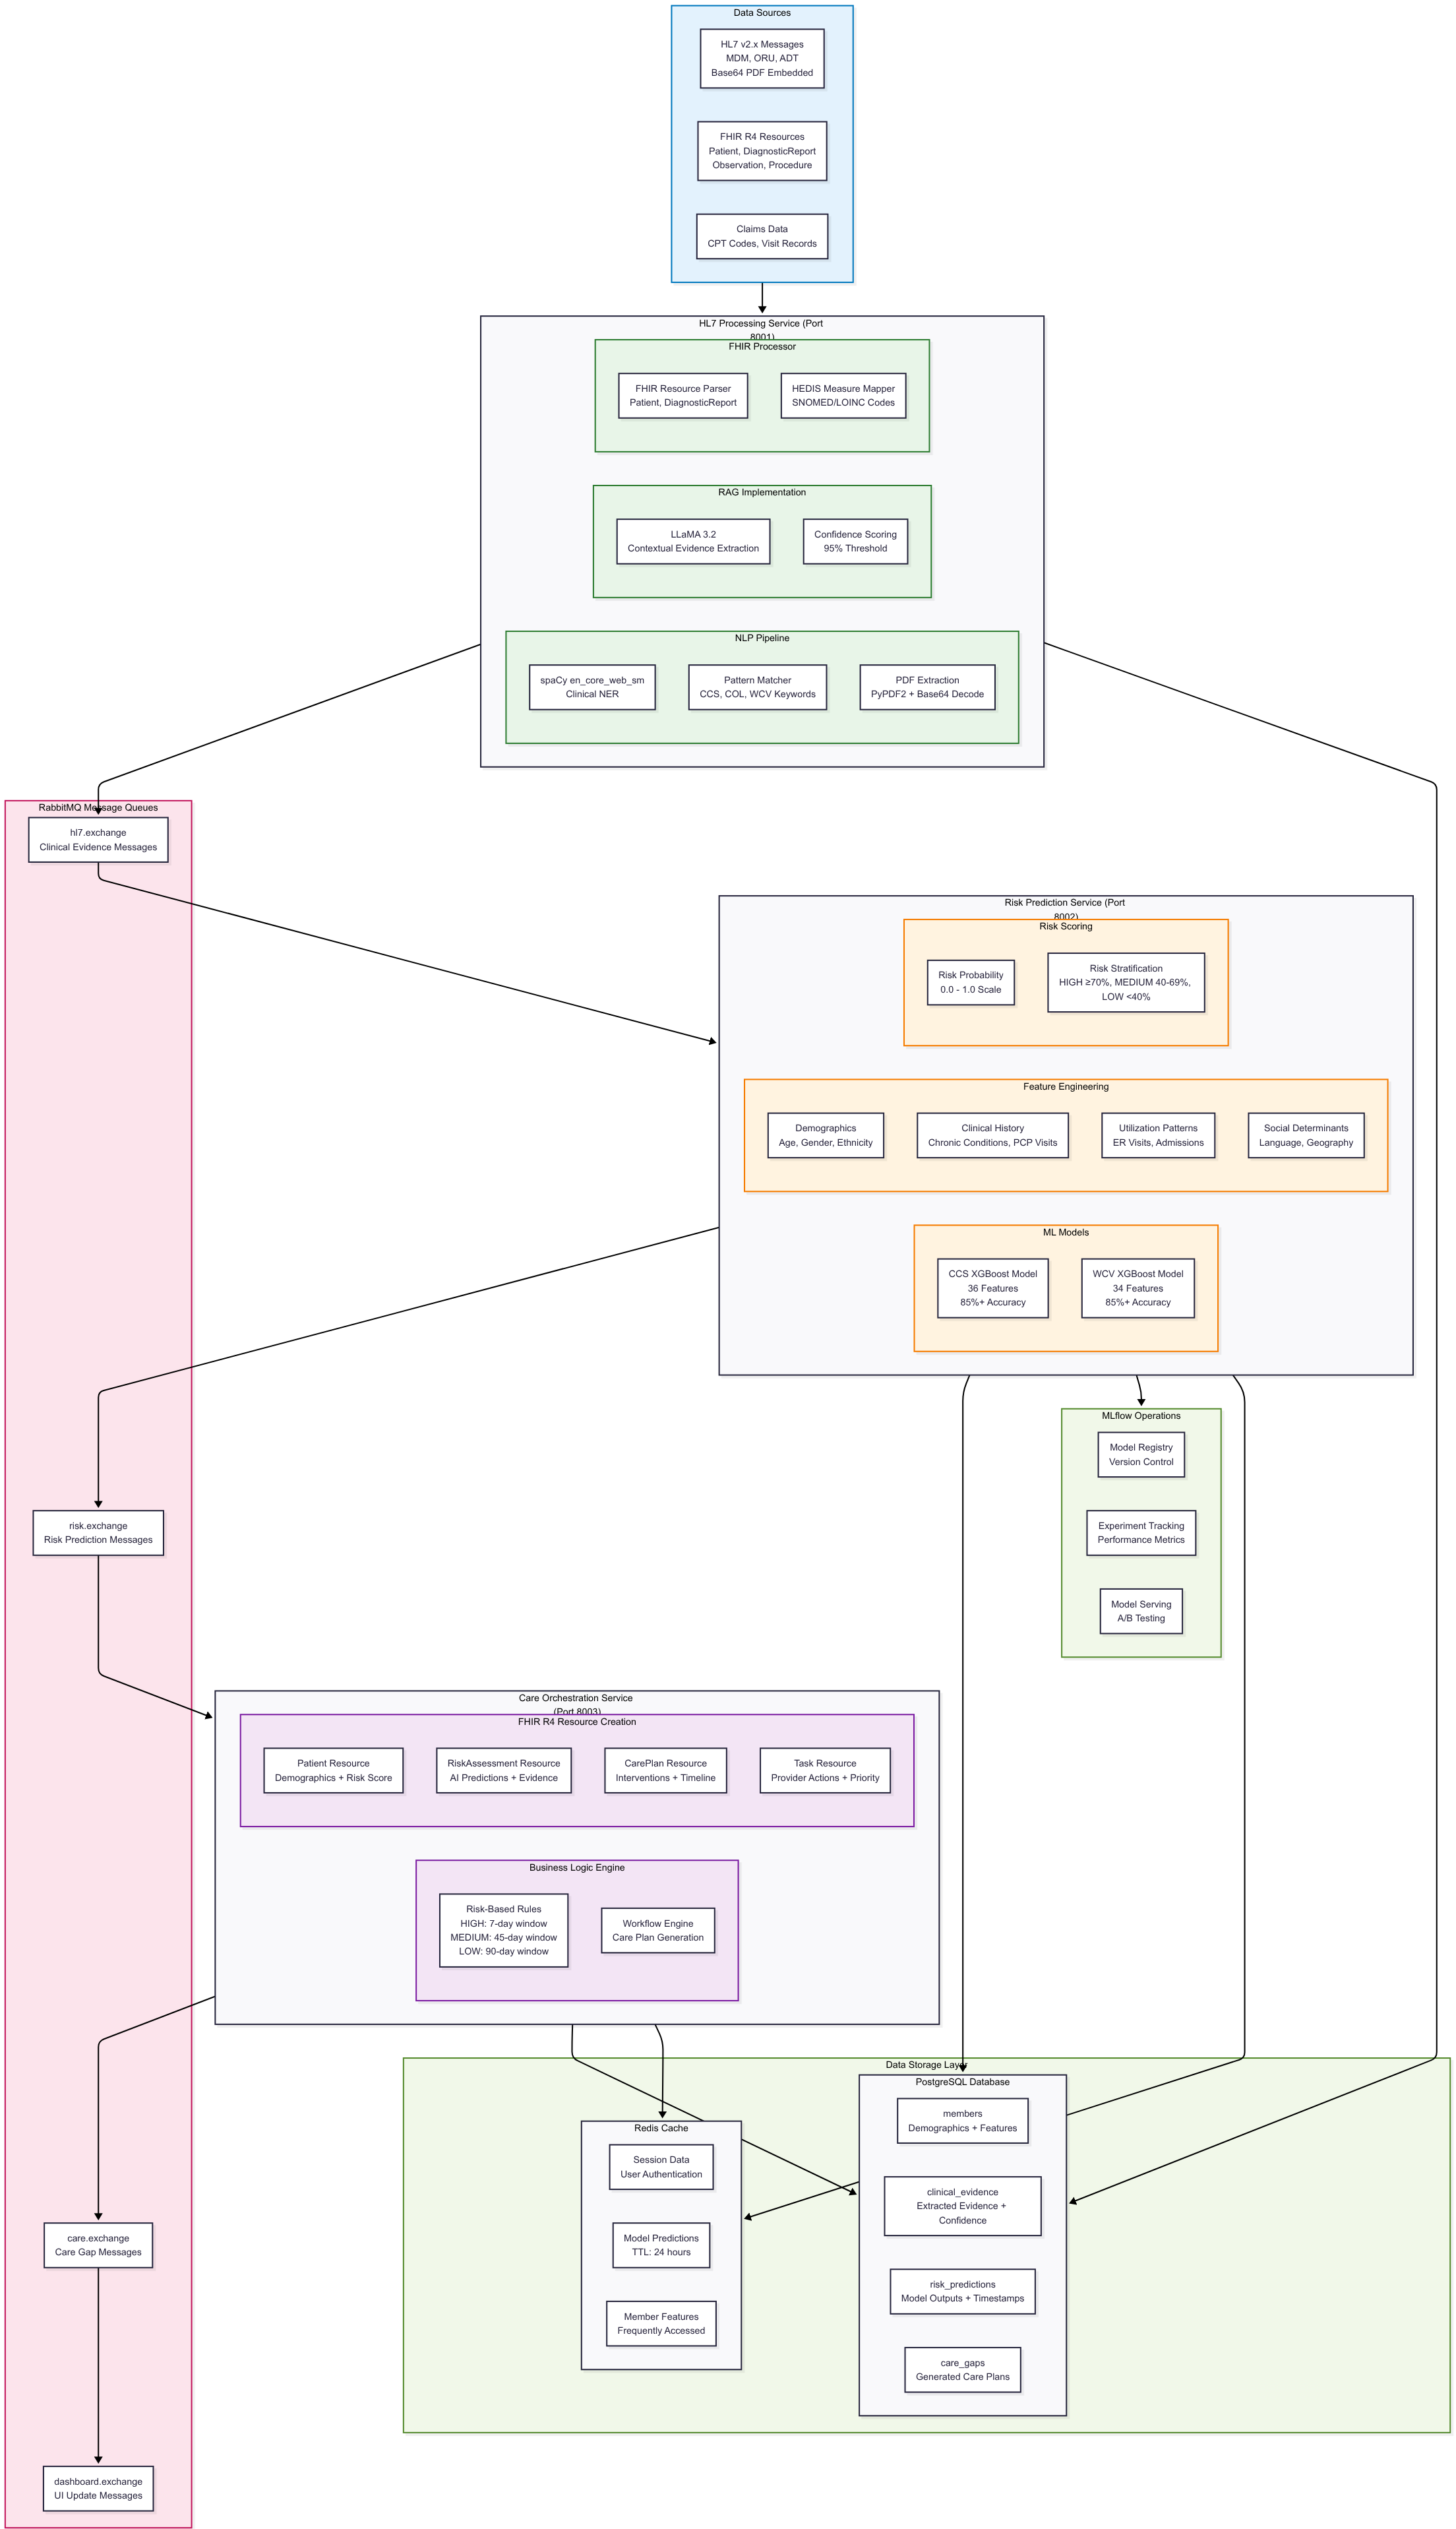 Data Sources
HL7 v2.x Messages
MDM, ORU, ADT
Base64 PDF Embedded
FHIR R4 Resources
Patient, DiagnosticReport
Observation, Procedure
Claims Data
CPT Codes, Visit Records
HL7 Processing Service (Port
8001)
FHIR Processor
FHIR Resource Parser
Patient, DiagnosticReport
HEDIS Measure Mapper
SNOMED/LOINC Codes
RAG Implementation
LLaMA 3.2
Contextual Evidence Extraction
Confidence Scoring
95% Threshold
NLP Pipeline
spaCy en_core_web_sm
Clinical NER
Pattern Matcher
CCS, COL, WCV Keywords
PDF Extraction
PyPDF2 + Base64 Decode
RabbitMQ Message Queues
hl7.exchange
Clinical Evidence Messages
Risk Prediction Service (Port
8002)
Risk Scoring
Risk Probability
0.0 - 1.0 Scale
Risk Stratification
HIGH ≥70%, MEDIUM 40-69%,
LOW <40%
Feature Engineering
Demographics
Age, Gender, Ethnicity
Clinical History
Chronic Conditions, PCP Visits
Utilization Patterns
ER Visits, Admissions
Social Determinants
Language, Geography
ML Models
CCS XGBoost Model
36 Features
85%+ Accuracy
WCV XGBoost Model
34 Features
85%+ Accuracy
MLflow Operations
Model Registry
Version Control
Experiment Tracking
Performance Metrics
Model Serving
A/B Testing
risk.exchange
Risk Prediction Messages
Care Orchestration Service
(Port 8003)
FHIR R4 Resource Creation
Patient Resource
Demographics + Risk Score
RiskAssessment Resource
AI Predictions + Evidence
CarePlan Resource
Interventions + Timeline
Task Resource
Provider Actions + Priority
Business Logic Engine
Risk-Based Rules
HIGH: 7-day window
MEDIUM: 45-day window
LOW: 90-day window
Workflow Engine
Care Plan Generation
Data Storage Layer
PostgreSQL Database
members
Demographics + Features
clinical_evidence
Extracted Evidence +
Confidence
risk_predictions
Model Outputs + Timestamps
care_gaps
Generated Care Plans
Redis Cache
Session Data
User Authentication
Model Predictions
TTL: 24 hours
Member Features
Frequently Accessed
care.exchange
Care Gap Messages
dashboard.exchange
UI Update Messages